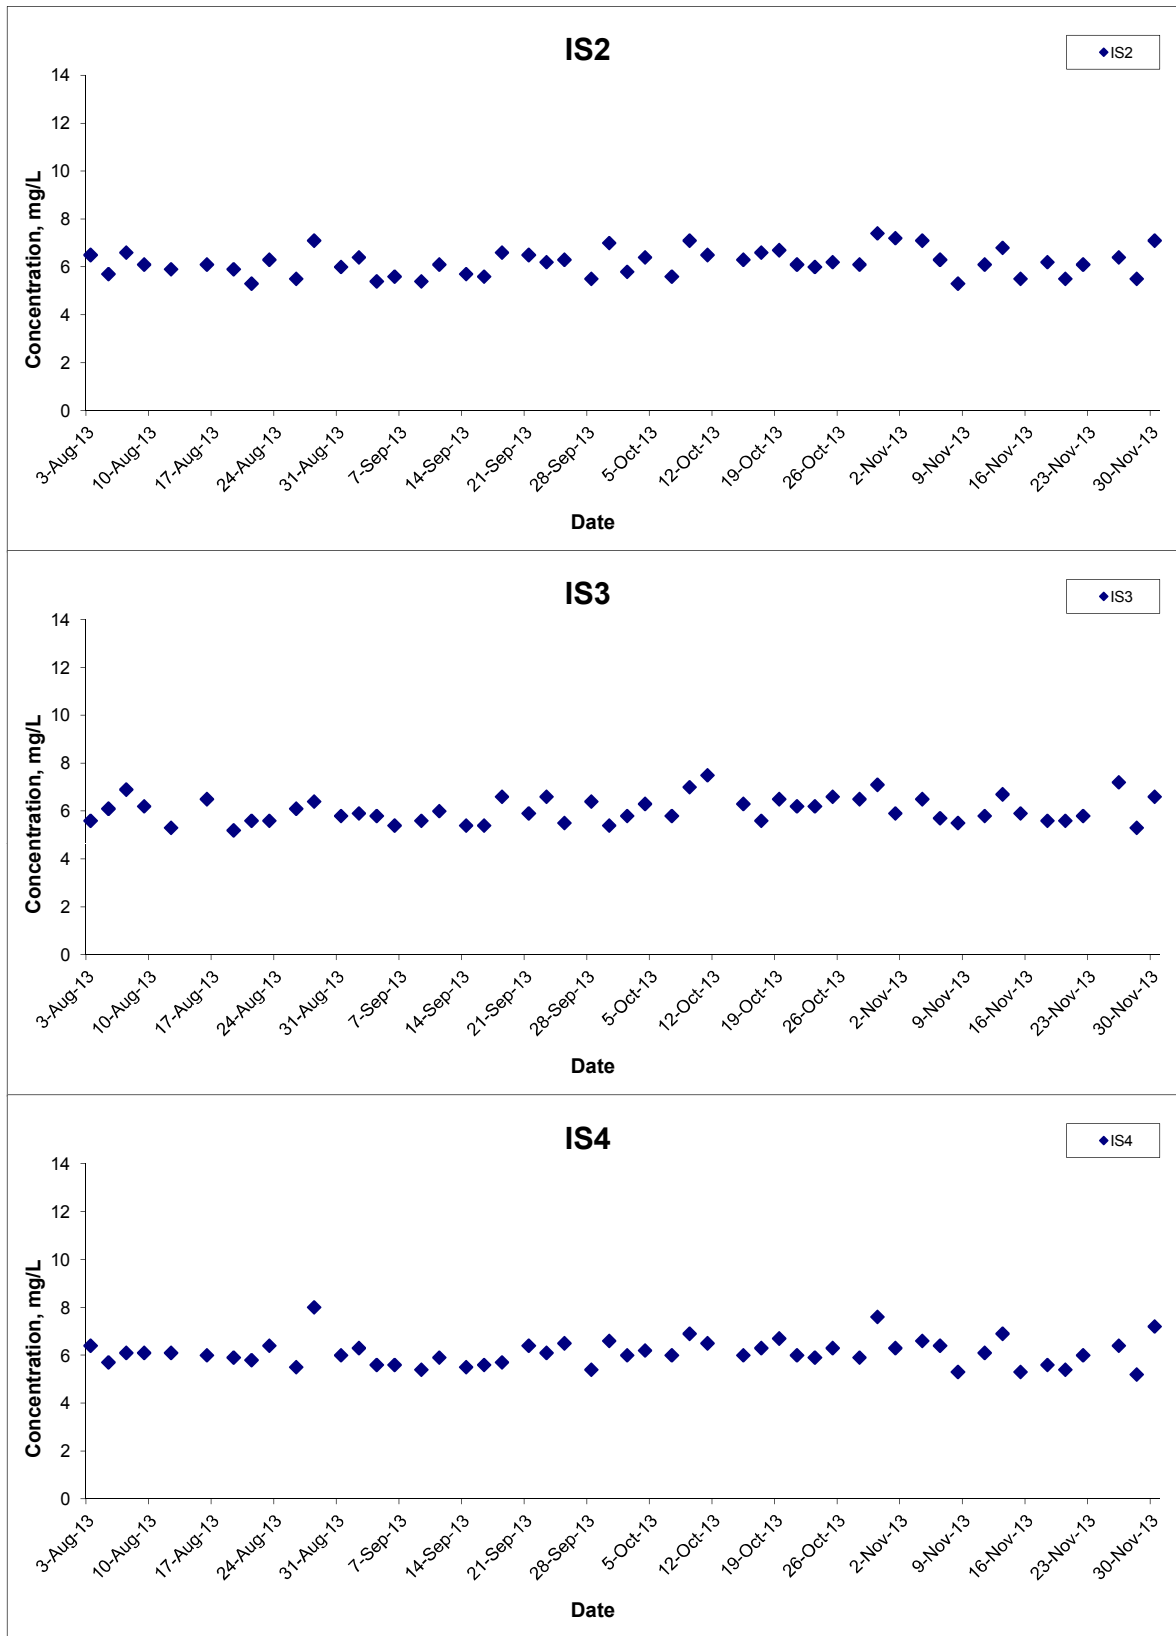 IS2
IS2
Concentration, mg/L
14
12
10
8
6
4
2
0
3-Aug-13
10-Aug-13
17-Aug-13
24-Aug-13
31-Aug-13
7-Sep-13
14-Sep-13
21-Sep-13
28-Sep-13
5-Oct-13
12-Oct-13
19-Oct-13
26-Oct-13
2-Nov-13
9-Nov-13
16-Nov-13
23-Nov-13
30-Nov-13
Date
IS3
IS3
Concentration, mg/L
14
12
10
8
6
4
2
0
3-Aug-13
10-Aug-13
17-Aug-13
24-Aug-13
31-Aug-13
7-Sep-13
14-Sep-13
21-Sep-13
28-Sep-13
5-Oct-13
12-Oct-13
19-Oct-13
26-Oct-13
2-Nov-13
9-Nov-13
16-Nov-13
23-Nov-13
30-Nov-13
Date
IS4
IS4
Concentration, mg/L
14
12
10
8
6
4
2
0
3-Aug-13
10-Aug-13
17-Aug-13
24-Aug-13
31-Aug-13
7-Sep-13
14-Sep-13
21-Sep-13
28-Sep-13
5-Oct-13
12-Oct-13
19-Oct-13
26-Oct-13
2-Nov-13
9-Nov-13
16-Nov-13
23-Nov-13
30-Nov-13
Date